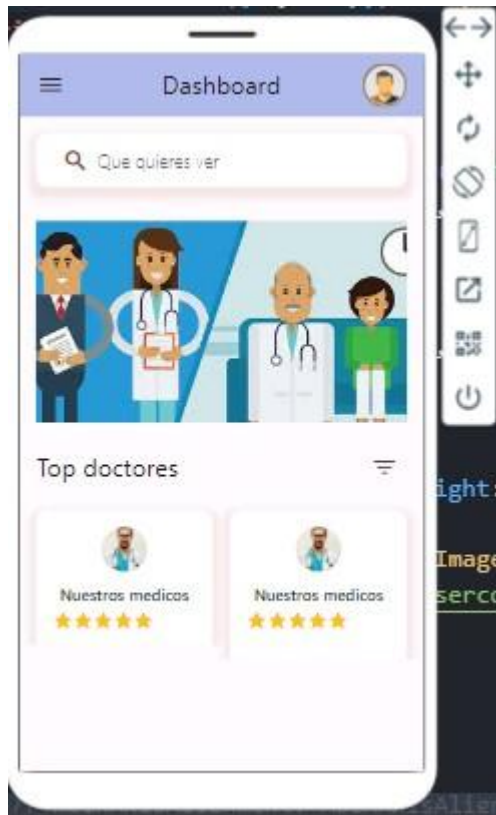 Dashboard
Que quieres ver
Top doctores
Nuestros medicos
Nuestros medicos
ight:
Image
serco